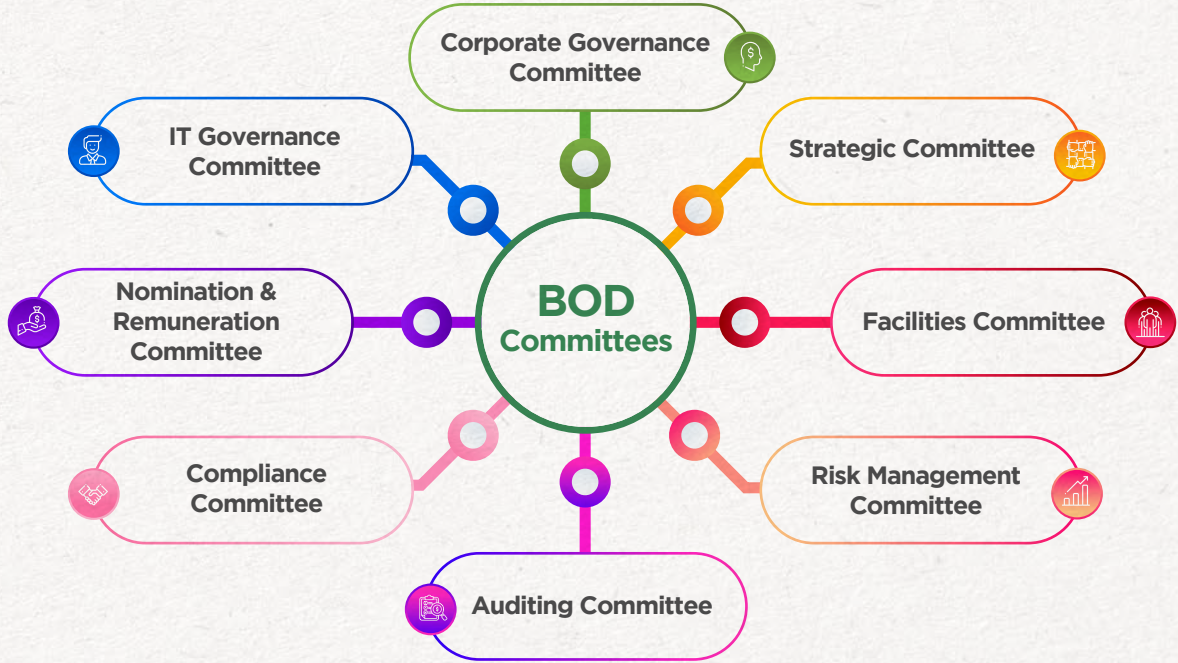 Corporate Governance
Committee
IT Governance
Committee
Strategic Committee
Nomination &
Remuneration
Committee
BOD
Committees
Facilities Committee
Compliance
Committee
Risk Management
Committee
Auditing Committee